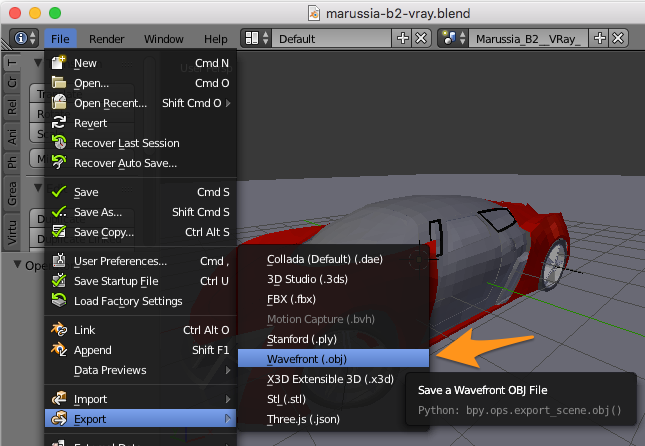 marussia-b2-vray.blend
File Render Window Help Default Marussia_B2__VRay_
New Cmd N
Open... Cmd O
Open Recent... Shift Cmd O
Revert
Recover Last Session
Recover Auto Save...
Save Cmd S
Save As... Shift Cmd S
Save Copy... Ctrl Alt S
User Preferences... Cmd ,
Save Startup File Ctrl U
Load Factory Settings
Link Ctrl Alt O
Append Shift F1
Data Previews
Import
Export
Collada (Default) (.dae)
3D Studio (.3ds)
FBX (.fbx)
Motion Capture (.bvh)
Stanford (.ply)
Wavefront (.obj)
X3D Extensible 3D (.x3d)
Stl (.stl)
Three.js (.json)
Save a Wavefront OBJ File
Python: bpy.ops.export_scene.obj()
T
Cr
Rel
Ani
Ph
Grea
Virtu